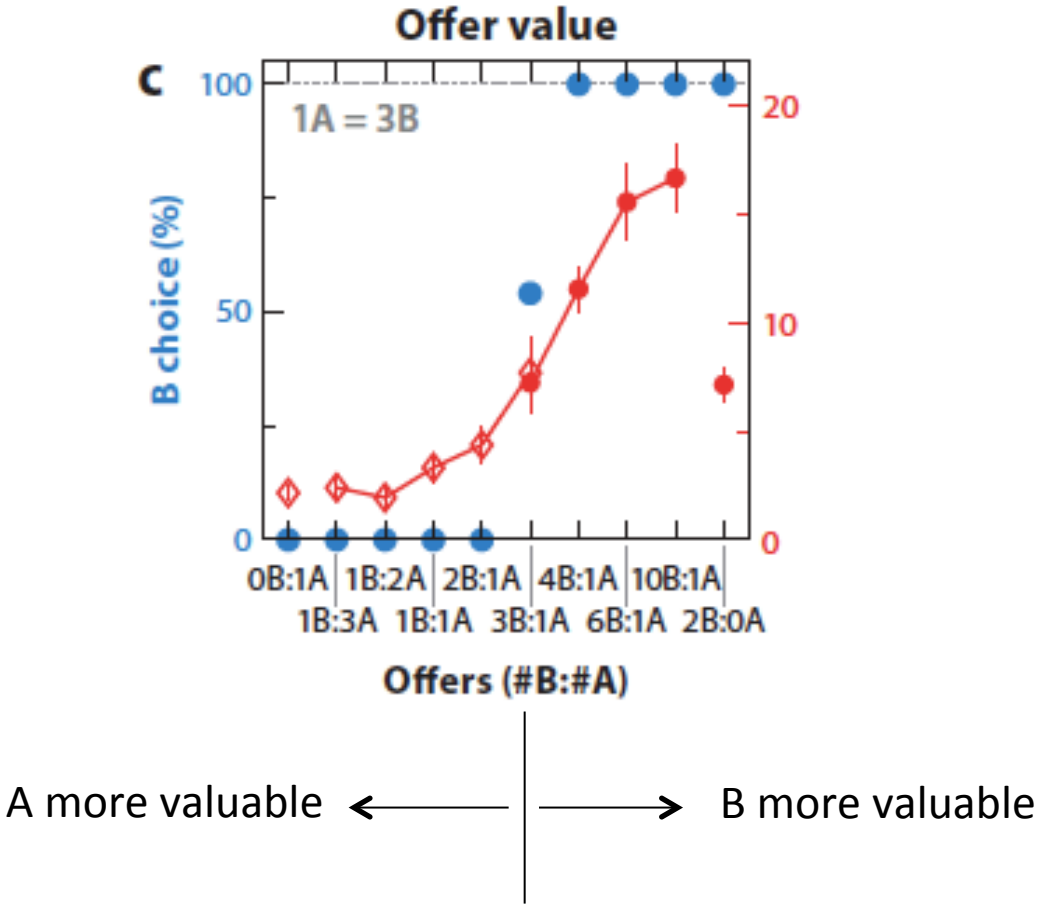 Offer value
C
100
1A = 3B
20
B choice (%)
50
10
0
0
0B:1A 1B:2A 2B:1A 4B:1A 10B:1A
1B:3A 1B:1A 3B:1A 6B:1A 2B:0A
Offers (#B:#A)
A more valuable
B more valuable